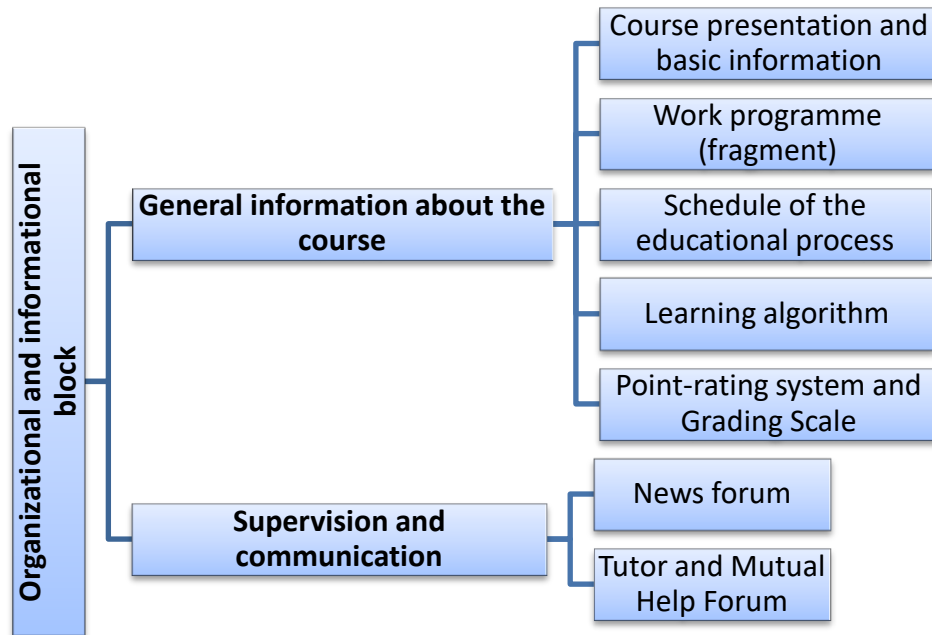 Organizational and informational
block
General information about the
course
Course presentation and
basic information
Work programme
(fragment)
Schedule of the
educational process
Learning algorithm
Point-rating system and
Grading Scale
Supervision and
communication
News forum
Tutor and Mutual
Help Forum